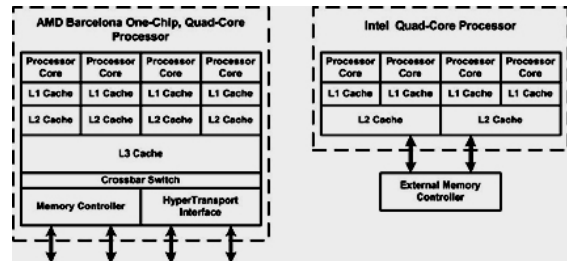 AMD Barcelona One-Chip, Quad-Core
Processor
Processor Core
Processor Core
Processor Core
Processor Core
L1 Cache
L1 Cache
L1 Cache
L1 Cache
L2 Cache
L2 Cache
L2 Cache
L2 Cache
L3 Cache
Crossbar Switch
Memory Controller
HyperTransport
Interface
Intel Quad-Core Processor
Processor Core
Processor Core
Processor Core
Processor Core
L1 Cache
L1 Cache
L1 Cache
L1 Cache
L2 Cache
L2 Cache
External Memory
Controller